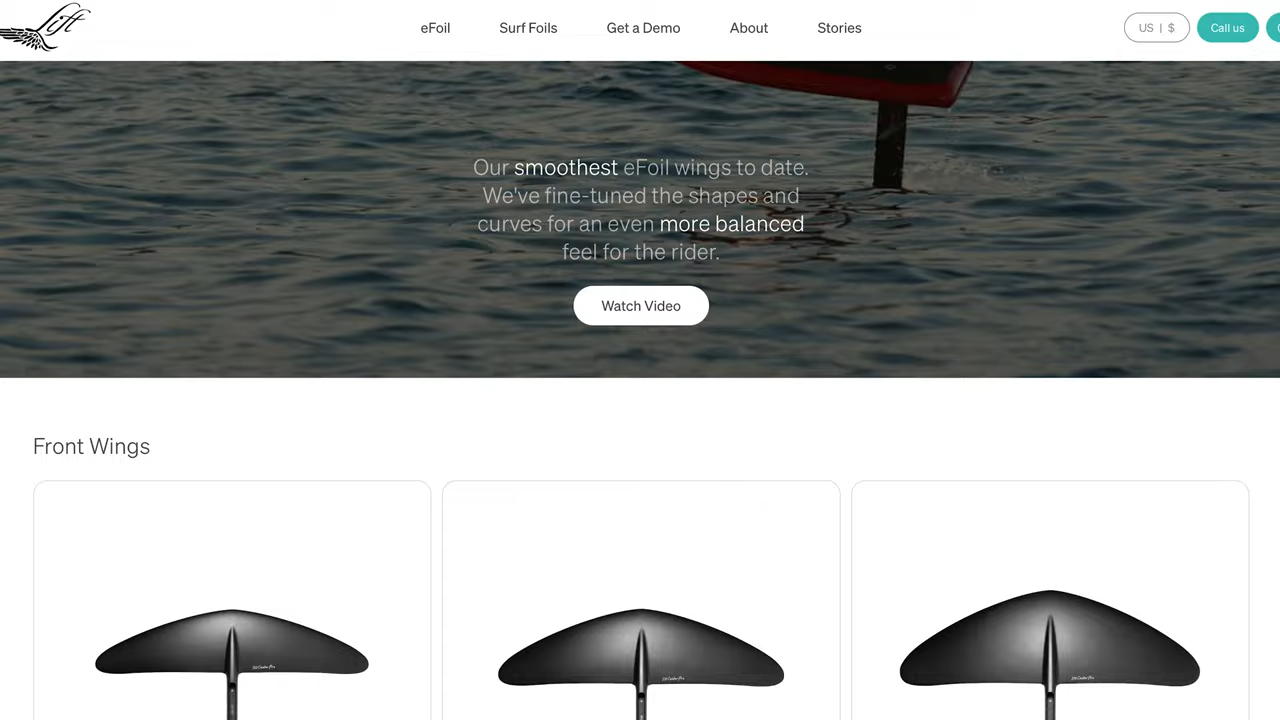 Lift
eFoil
Surf Foils
Get a Demo
About
Stories
US | $
Call us
Our smoothest eFoil wings to date.
We've fine-tuned the shapes and
curves for an even more balanced
feel for the rider.
Watch Video
Front Wings